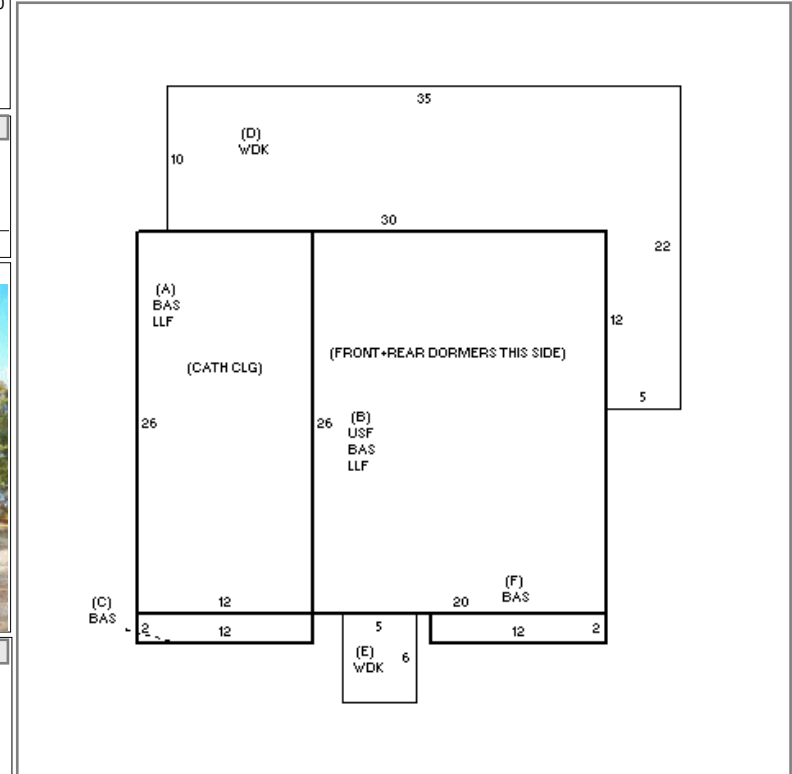 35
(D)
WDK
10
30
22
(A)
BAS
LLF
12
(FRONT+REAR DORMERS THIS SIDE)
(CATH CLG)
5
26
26
(B)
USF
BAS
LLF
(F)
BAS
12
20
(C)
BAS
2
12
5
12
2
(E)
WDK
6